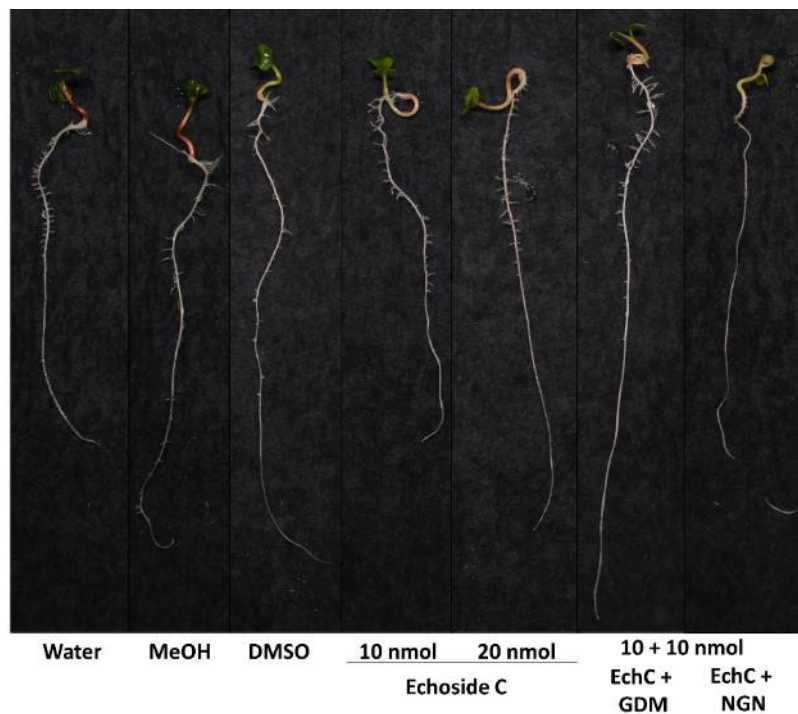 Water MeOH DMSO 10 nmol 20 nmol 10 + 10 nmol
Echoside C
EchC + GDM
EchC + NGN